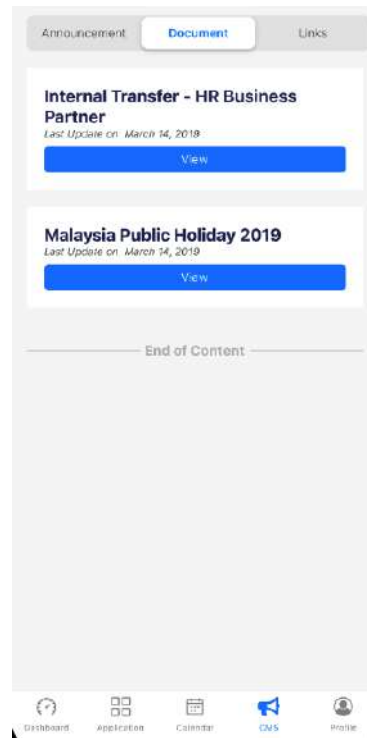 Announcement
Document
Links
Internal Transfer - HR Business
Partner
Last Update on March 14, 2019
View
Malaysia Public Holiday 2019
Last Update on March 14, 2019
View
End of Content
Dashboard
Application
Calendar
CMS
Profile